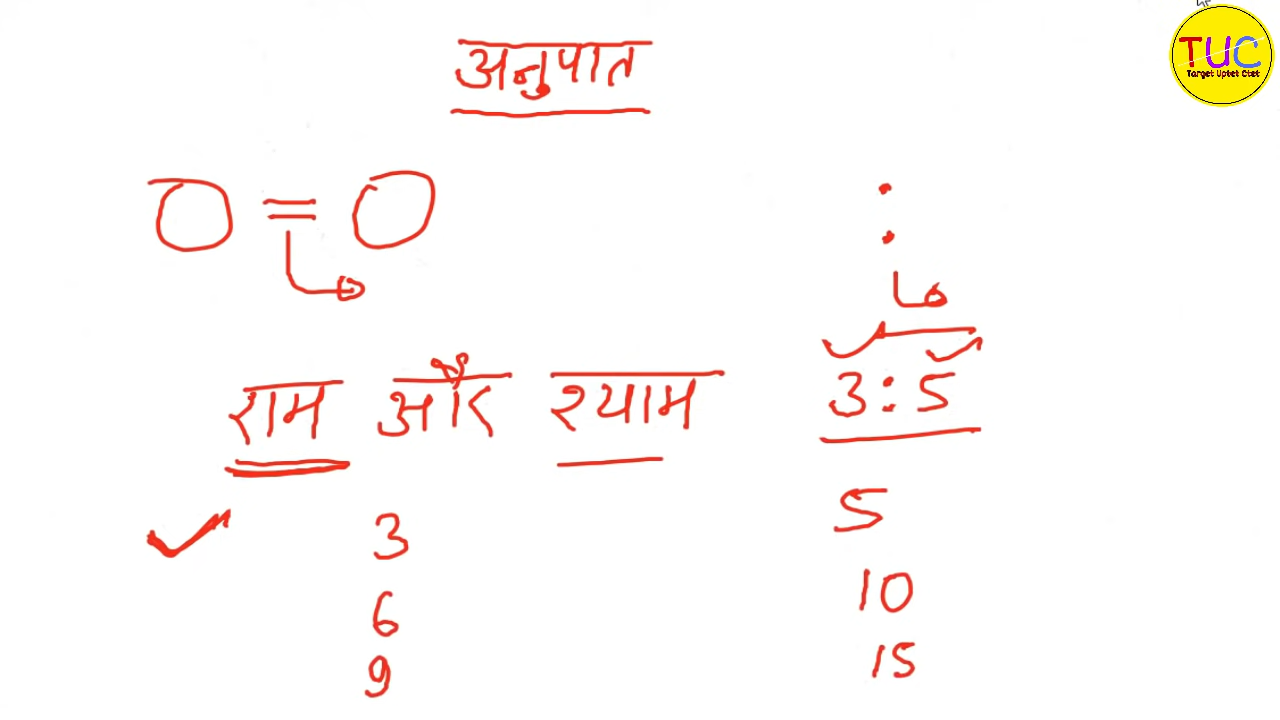 TUC
Target Uptet Ctet
अनुपात
=
:
राम और श्याम 3:5
3 5
6 10
9 15